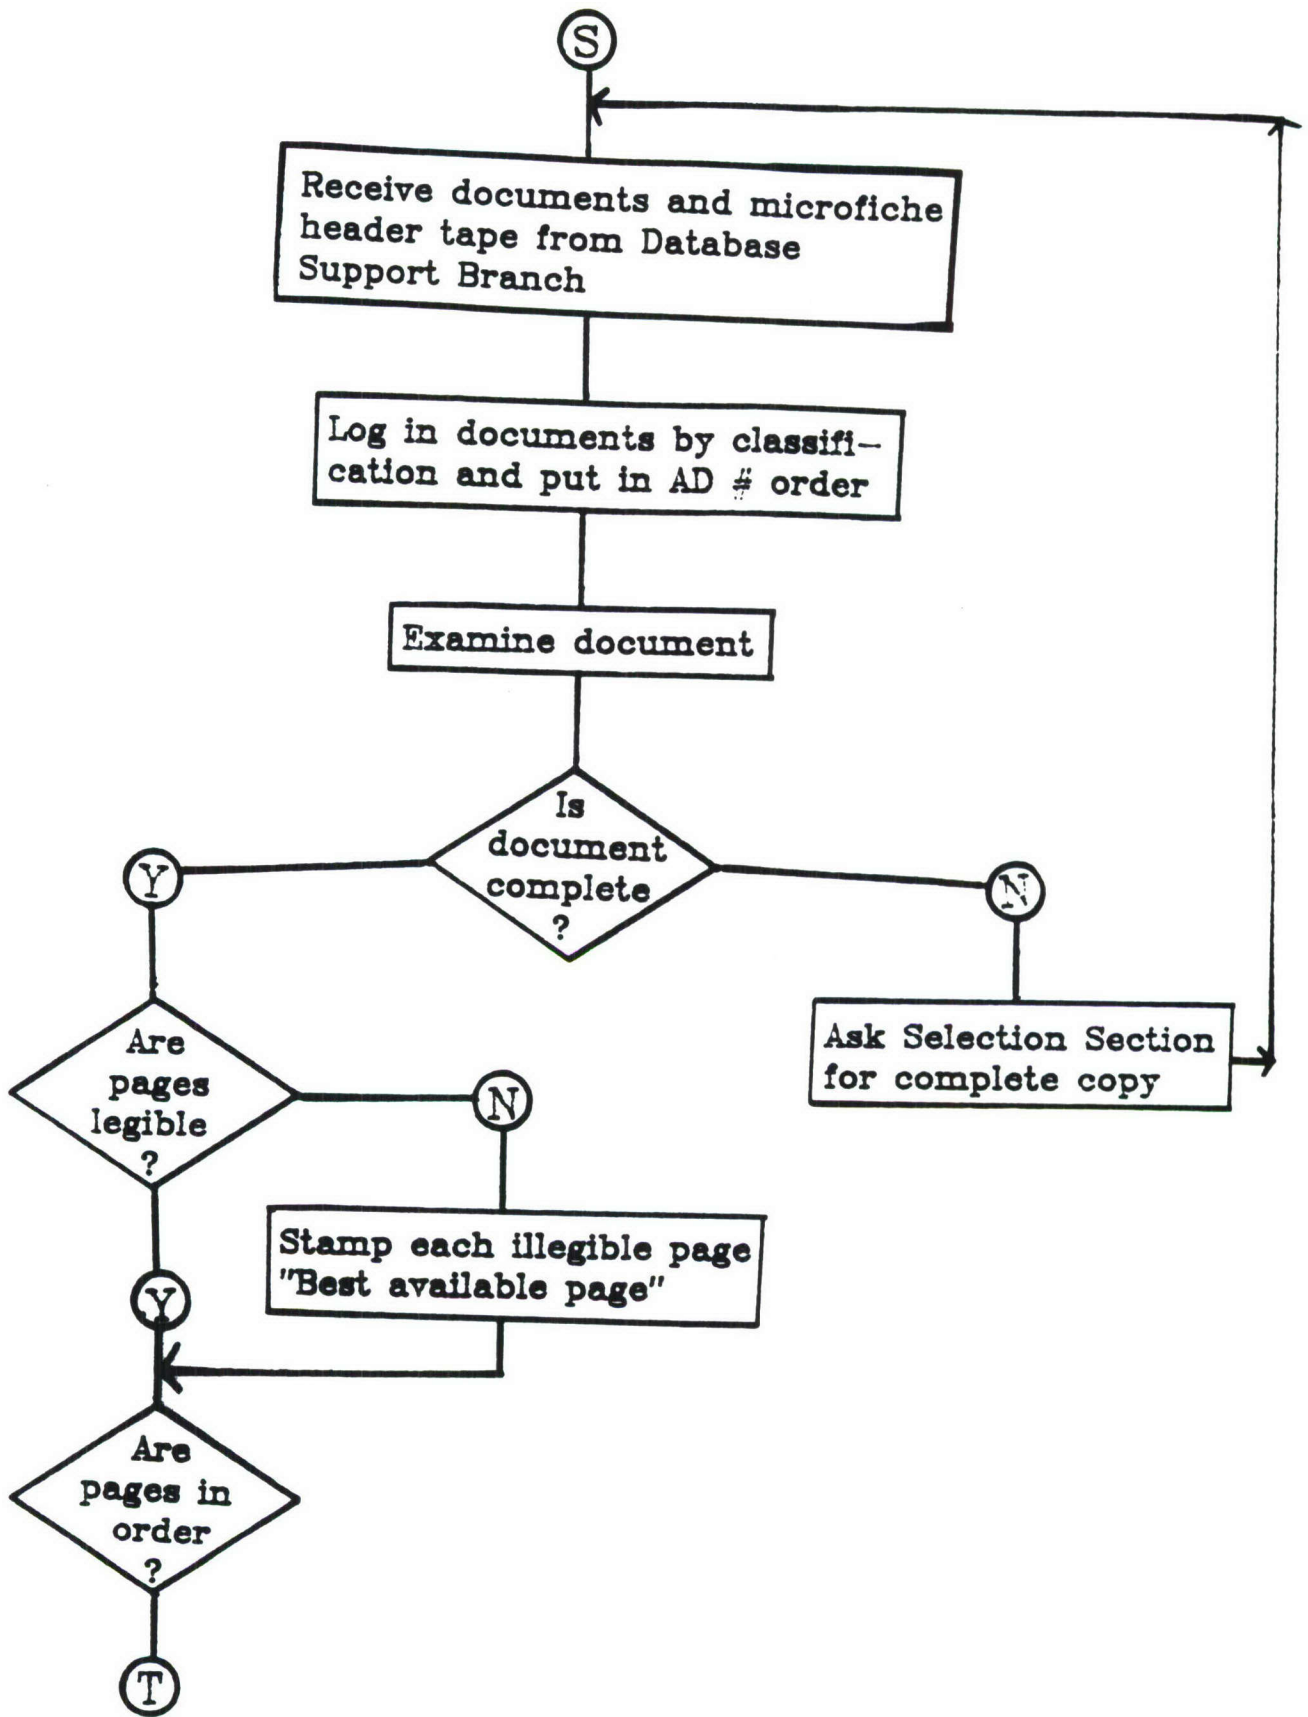 S
Receive documents and microfiche
header tape from Database
Support Branch
Log in documents by classifi-
cation and put in AD # order
Examine document
Is
document
complete
?
Y
N
Are
pages
legible
?
N
Ask Selection Section
for complete copy
Stamp each illegible page
"Best available page"
Y
Are
pages in
order
?
T